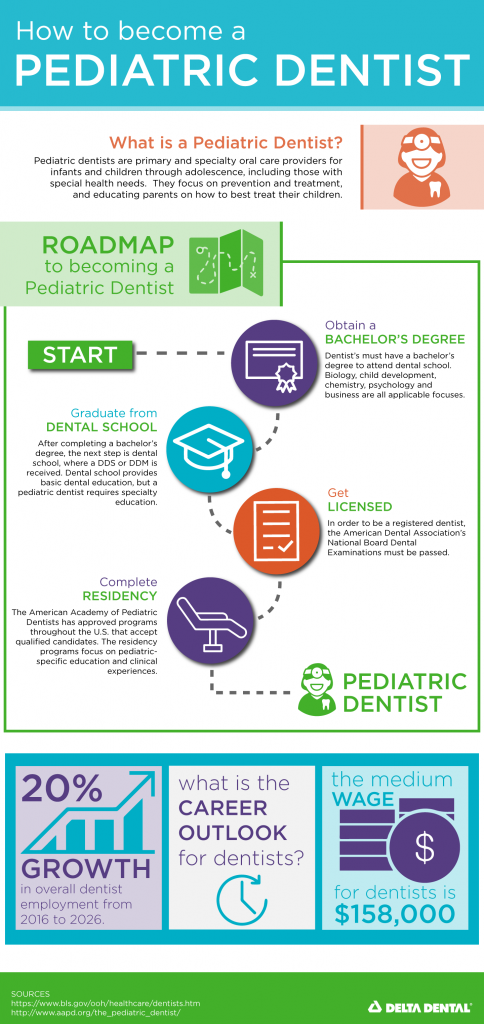 How to become a
PEDIATRIC DENTIST
What is a Pediatric Dentist?
Pediatric dentists are primary and specialty oral care providers for
infants and children through adolescence, including those with
special health needs. They focus on prevention and treatment,
and educating parents on how to best treat their children.
ROADMAP
to becoming a
Pediatric Dentist
START
Obtain a
BACHELOR'S DEGREE
Dentist's must have a bachelor's
degree to attend dental school.
Biology, child development,
chemistry, psychology and
business are all applicable focuses.
Graduate from
DENTAL SCHOOL
After completing a bachelor's
degree, the next step is dental
school, where a DDS or DDM is
received. Dental school provides
basic dental education, but a
pediatric dentist requires specialty
education.
Get
LICENSED
In order to be a registered dentist,
the American Dental Association's
National Board Dental
Examinations must be passed.
Complete
RESIDENCY
The American Academy of Pediatric
Dentists has approved programs
throughout the U.S. that accept
qualified candidates. The residency
programs focus on pediatric-
specific education and clinical
experiences.
PEDIATRIC
DENTIST
20%
GROWTH
in overall dentist
employment from
2016 to 2026.
what is the
CAREER
OUTLOOK
for dentists?
the medium
WAGE
$
for dentists is
$158,000
SOURCES
https://www.bls.gov/ooh/healthcare/dentists.htm
http://www.aapd.org/the_pediatric_dentist/
DELTA DENTAL